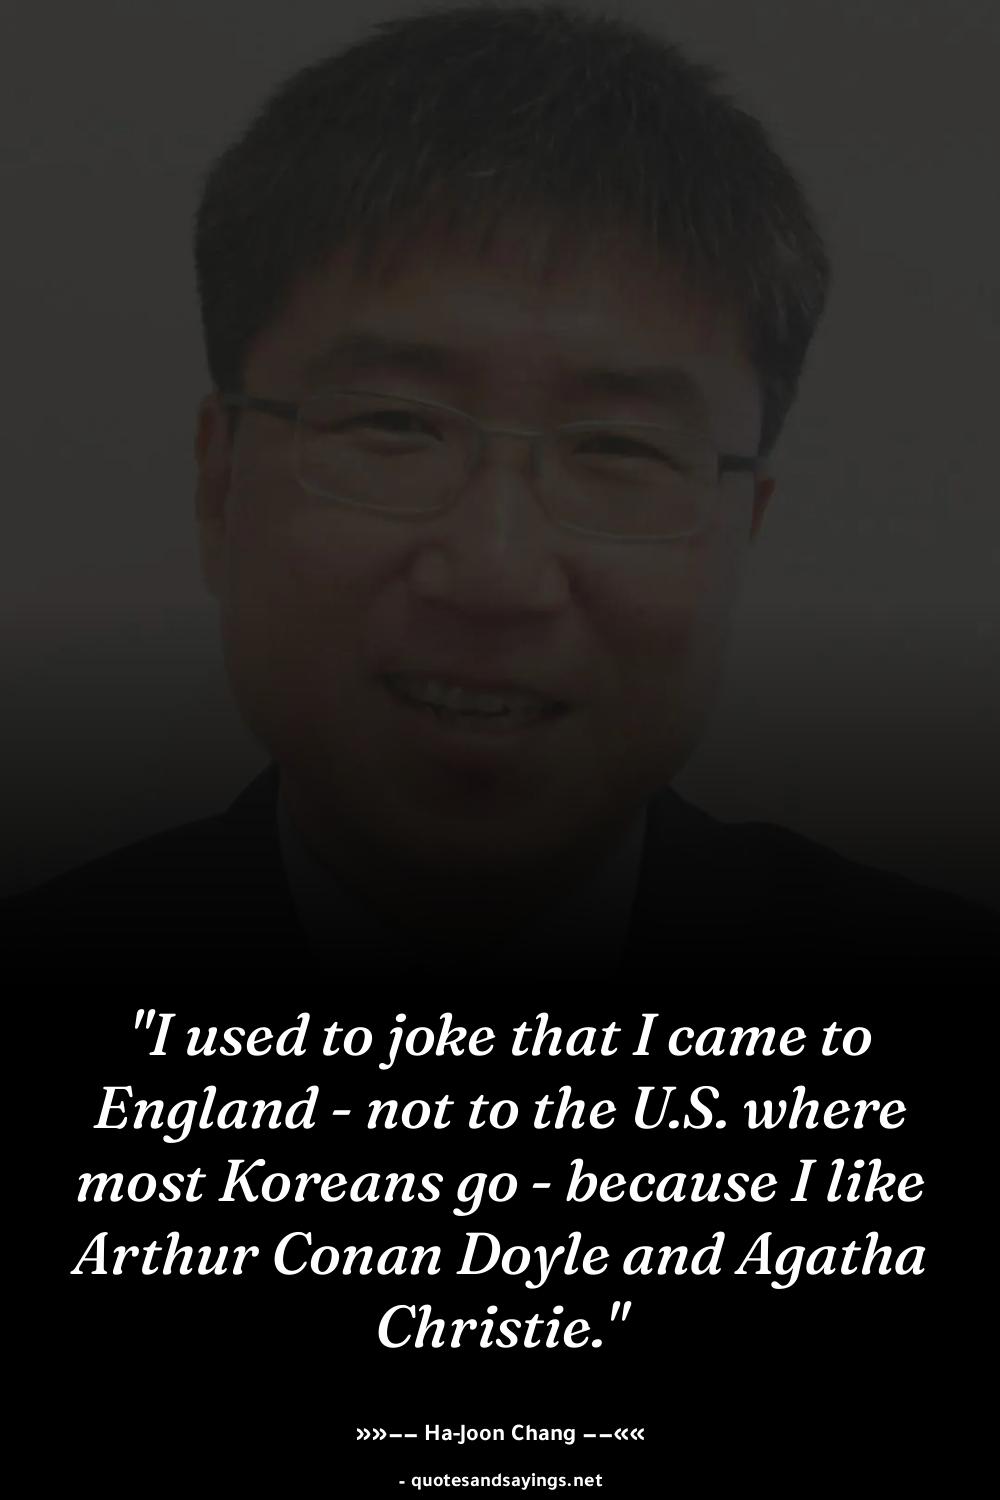 "I used to joke that I came to
England - not to the U.S. where
most Koreans go - because I like
Arthur Conan Doyle and Agatha
Christie."
»»−− Ha-Joon Chang −−««
- quotesandsayings.net